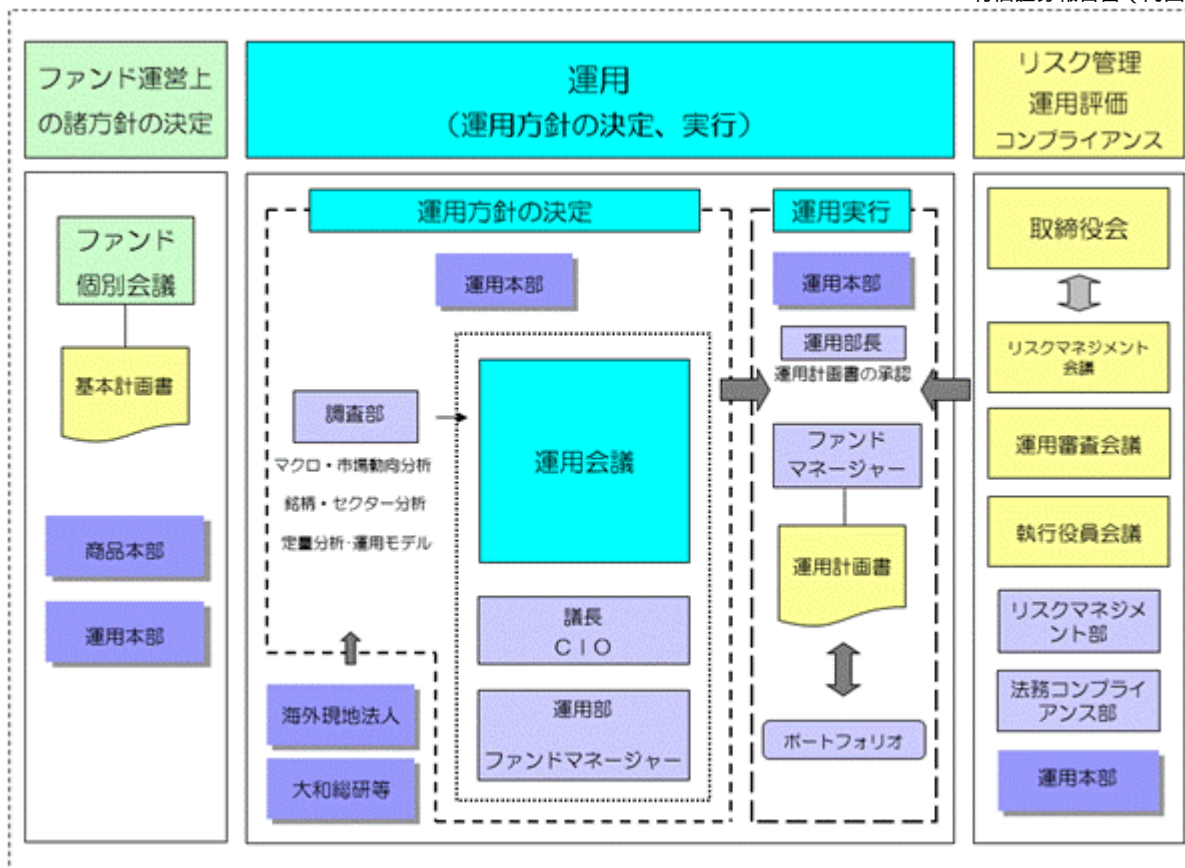 ファンド運営上
の諸方針の決定
運用
（運用方針の決定、実行）
リスク管理
運用評価
コンプライアンス
ファンド
個別会議
基本計画書
商品本部
運用本部
運用方針の決定
運用本部
調査部
マクロ・市場動向分析
銘柄・セクター分析
定量分析・運用モデル
運用会議
議長
ＣＩＯ
運用部
ファンドマネージャー
海外現地法人
大和総研等
運用実行
運用本部
運用部長
運用計画書の承認
ファンド
マネージャー
運用計画書
ポートフォリオ
取締役会
リスクマネジメント
会議
運用審査会議
執行役員会議
リスクマネジメ
ント部
法務コンプライ
アンス部
運用本部